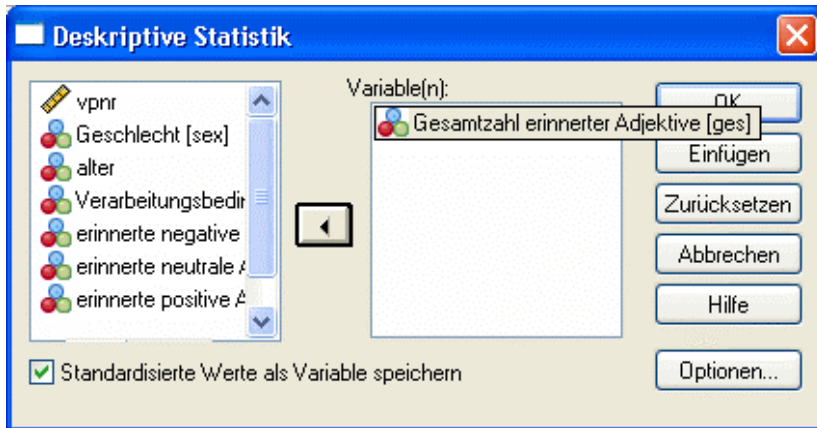 Deskriptive Statistik
vpnr
Geschlecht [sex]
alter
Verarbeitungsbedin
erinnerte negative
erinnerte neutrale A
erinnerte positive A
Variable(n):
Gesamtzahl erinnerter Adjektive [ges]
OK
Einfügen
Zurücksetzen
Abbrechen
Hilfe
Optionen...
Standardisierte Werte als Variable speichern